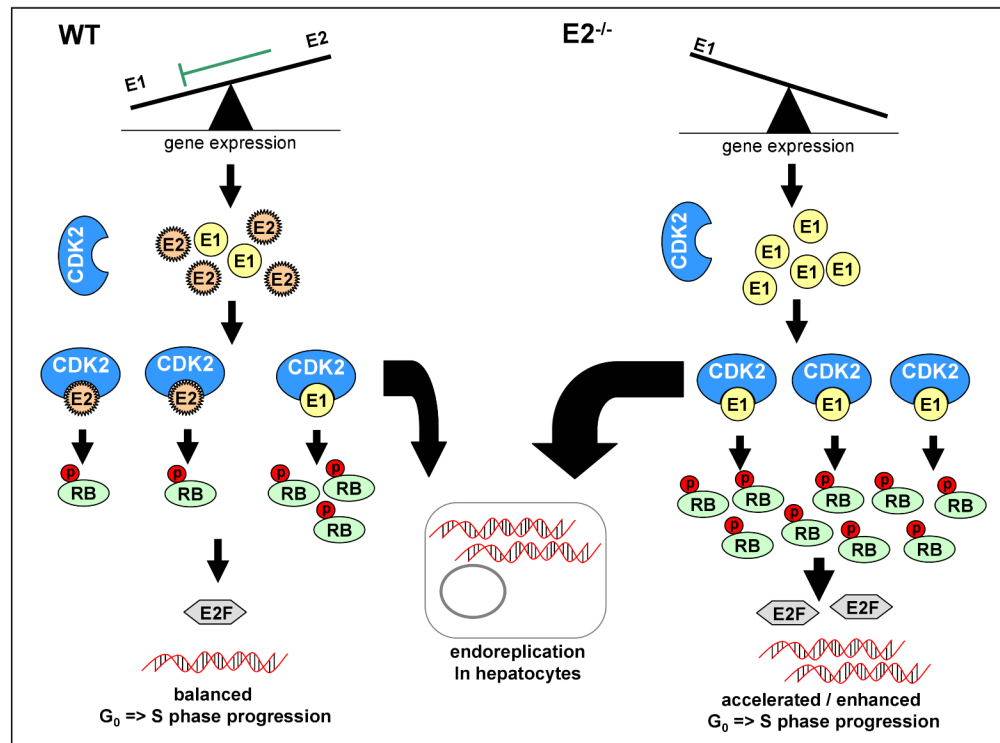 WT
E2-/-
E1
E2
E1
gene expression
gene expression
CDK2
E2
E1
E2
E1
E2
E2
CDK2
E1
E1
E1
E1
E1
CDK2
E2
CDK2
E2
CDK2
E1
CDK2
E1
CDK2
E1
CDK2
E1
p
RB
p
RB
p
RB
p
RB
p
RB
p
RB
p
RB
p
RB
p
RB
p
RB
p
RB
p
RB
p
RB
p
RB
E2F
E2F
E2F
endoreplication
In hepatocytes
balanced
G0 => S phase progression
accelerated / enhanced
G0 => S phase progression